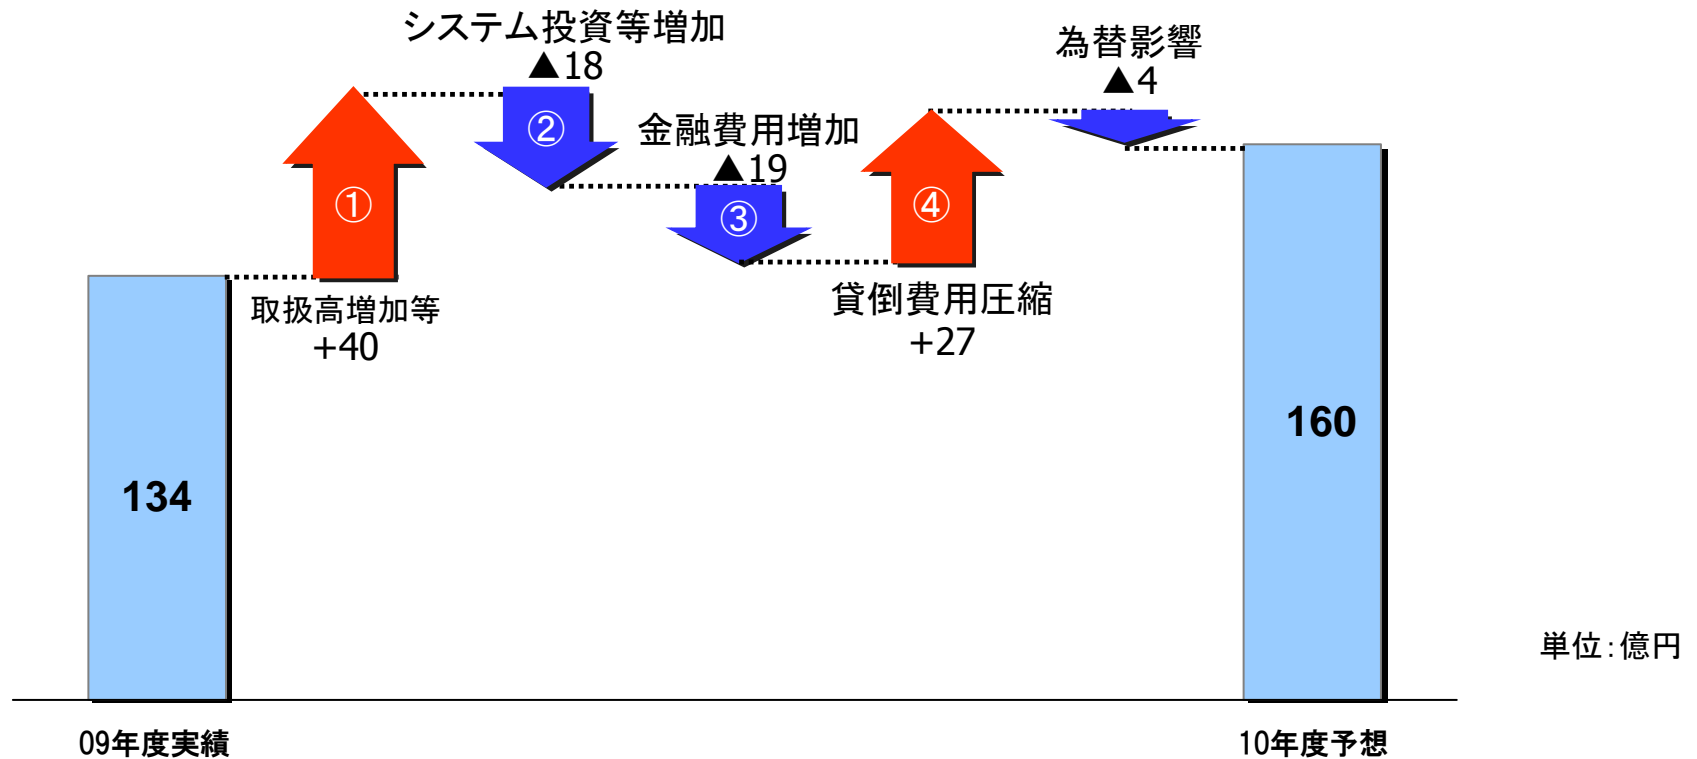 システム投資等増加
▲18
為替影響
▲4
②
金融費用増加
▲19
①
③
④
取扱高増加等
+40
貸倒費用圧縮
+27
134
160
単位：億円
09年度実績
10年度予想